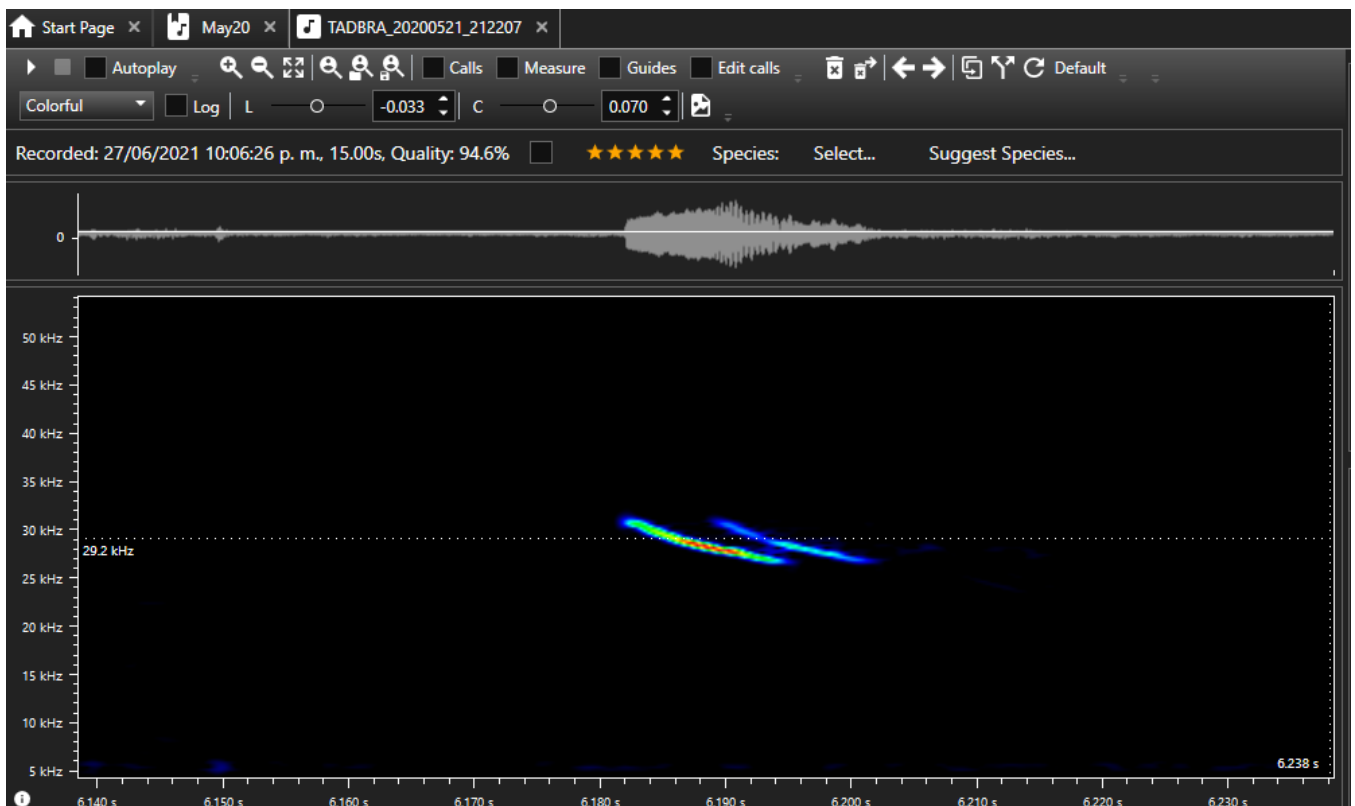 Start Page × May20 × TADBRA_20200521_212207 ×
Autoplay Calls Measure Guides Edit calls Default
Colorful Log L -0.033 C 0.070
Recorded: 27/06/2021 10:06:26 p. m., 15.00s, Quality: 94.6% Species: Select... Suggest Species...
0
50 kHz
45 kHz
40 kHz
35 kHz
30 kHz
29.2 kHz
25 kHz
20 kHz
15 kHz
10 kHz
6.238 s
5 kHz
6.140 s 6.150 s 6.160 s 6.170 s 6.180 s 6.190 s 6.200 s 6.210 s 6.220 s 6.230 s